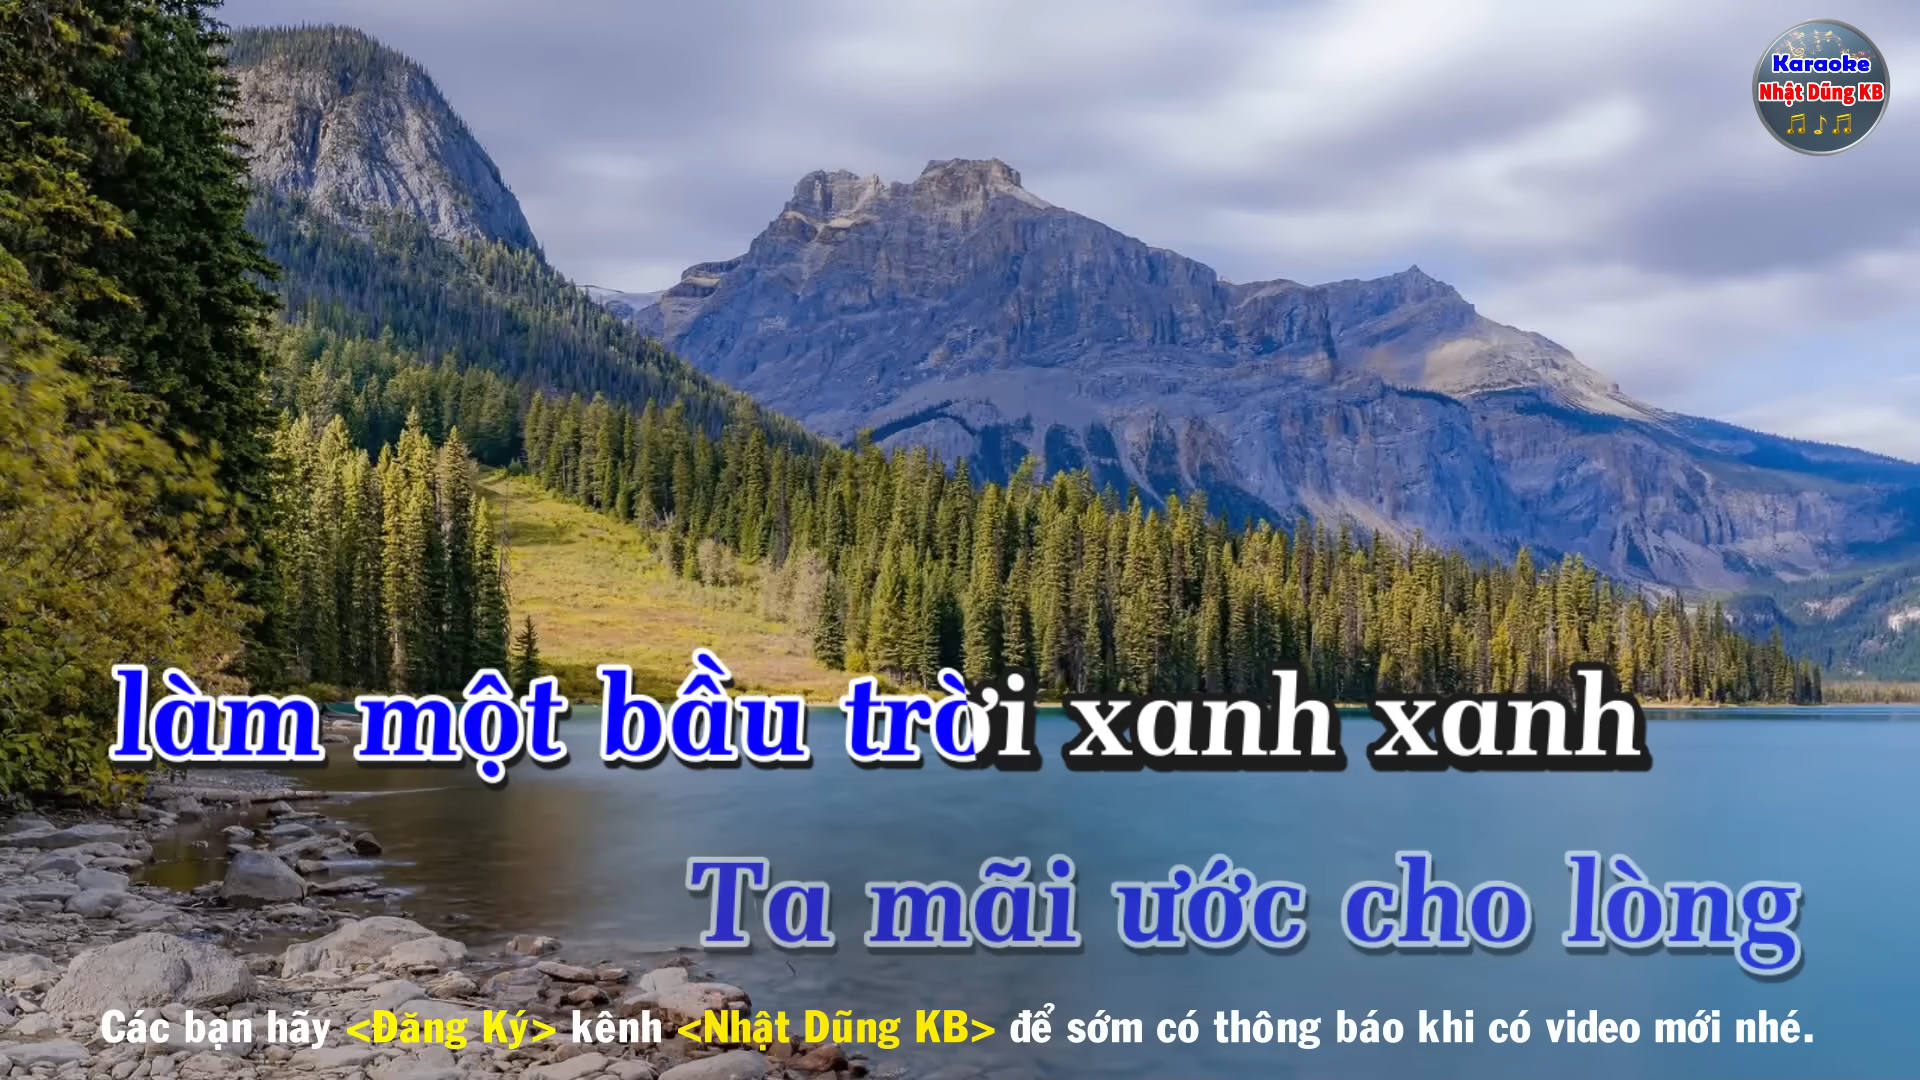 Karaoke
Nhật Dũng KB
làm một bầu trời xanh xanh
Ta mãi ước cho lòng
Các bạn hãy <Đăng Ký> kênh <Nhật Dũng KB> để sớm có thông báo khi có video mới nhé.